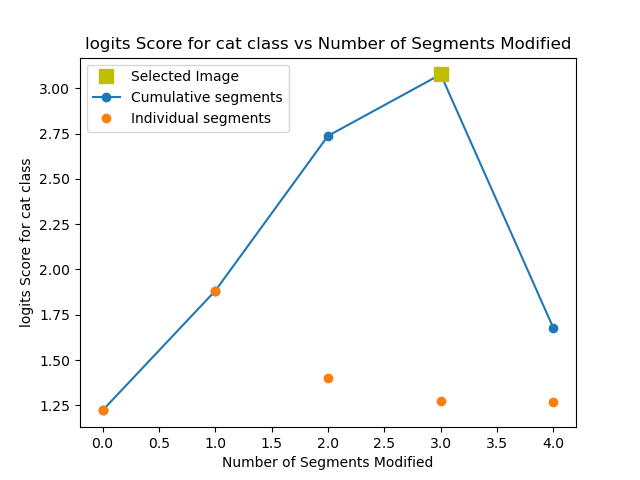 logits Score for cat class vs Number of Segments Modified
Selected Image
Cumulative segments
Individual segments
logits Score for cat class
3.00
2.75
2.50
2.25
2.00
1.75
1.50
1.25
0.0 0.5 1.0 1.5 2.0 2.5 3.0 3.5 4.0
Number of Segments Modified